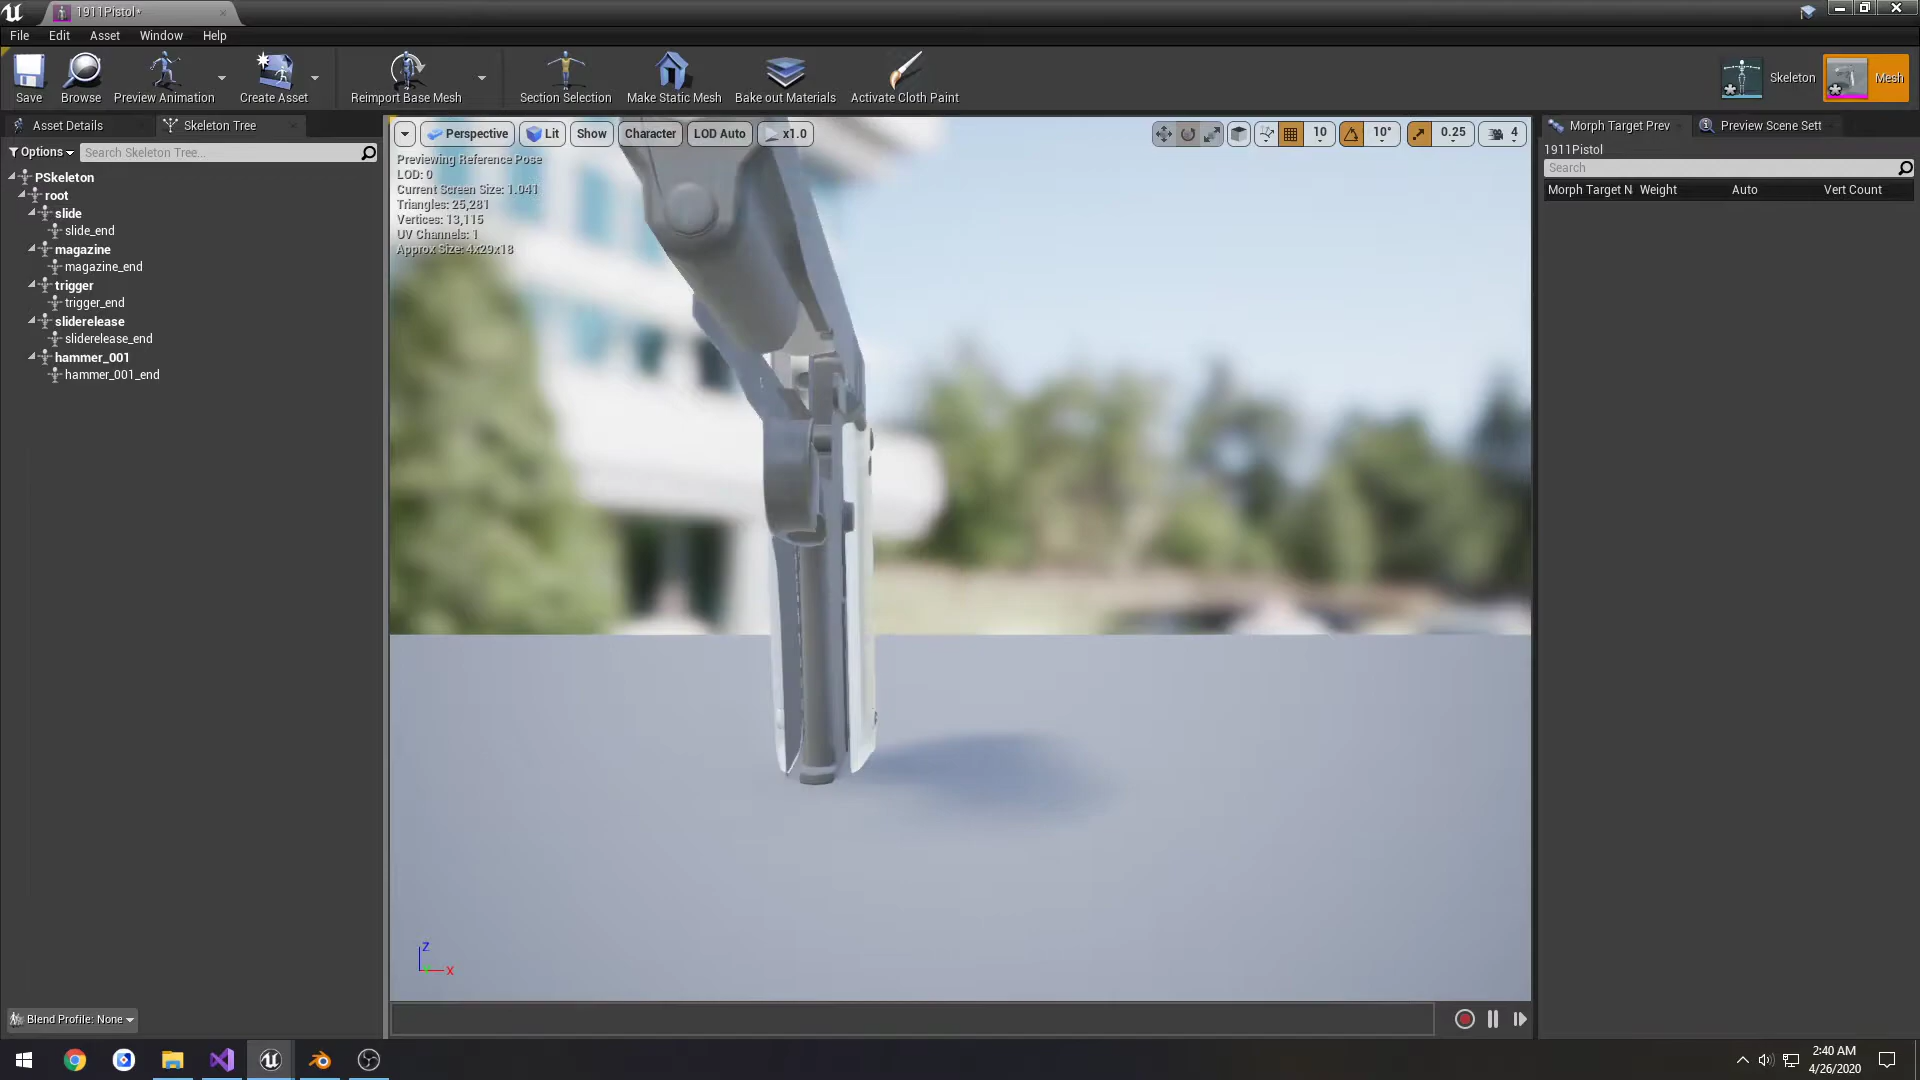 1911Pistol•
File Edit Asset Window Help
Save Browse Preview Animation Create Asset Reimport Base Mesh Section Selection Make Static Mesh Bake out Materials Activate Cloth Paint Skeleton Mesh
Asset Details Skeleton Tree
Options Search Skeleton Tree...
PSkeleton
root
slide
slide_end
magazine
magazine_end
trigger
trigger_end
sliderelease
sliderelease_end
hammer_001
hammer_001_end
Blend Profile: None
Perspective Lit Show Character LOD Auto x1.0 10 10° 0.25 4
Previewing Reference Pose
LOD: 0
Current Screen Size: 1.041
Triangles: 25,281
Vertices: 13,115
UV Channels: 1
Approx Size: 4x29x18
Z
X
Morph Target Prev Preview Scene Sett
1911Pistol
Search
Morph Target N Weight Auto Vert Count
2:40 AM
4/26/2020